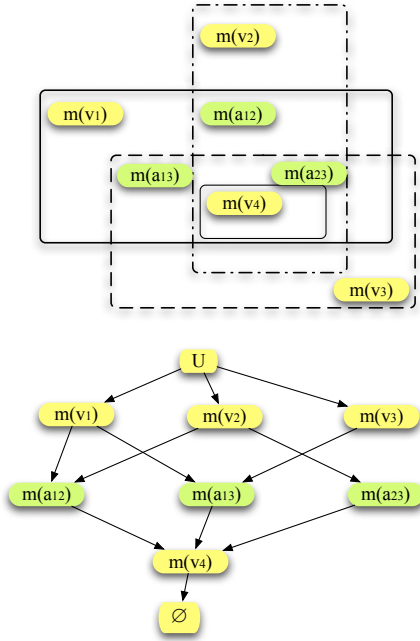 m(v2)
m(v1) m(a12)
m(a13) m(a23)
m(v4)
m(v3)
U
m(v1) m(v2) m(v3)
m(a12) m(a13) m(a23)
m(v4)
∅